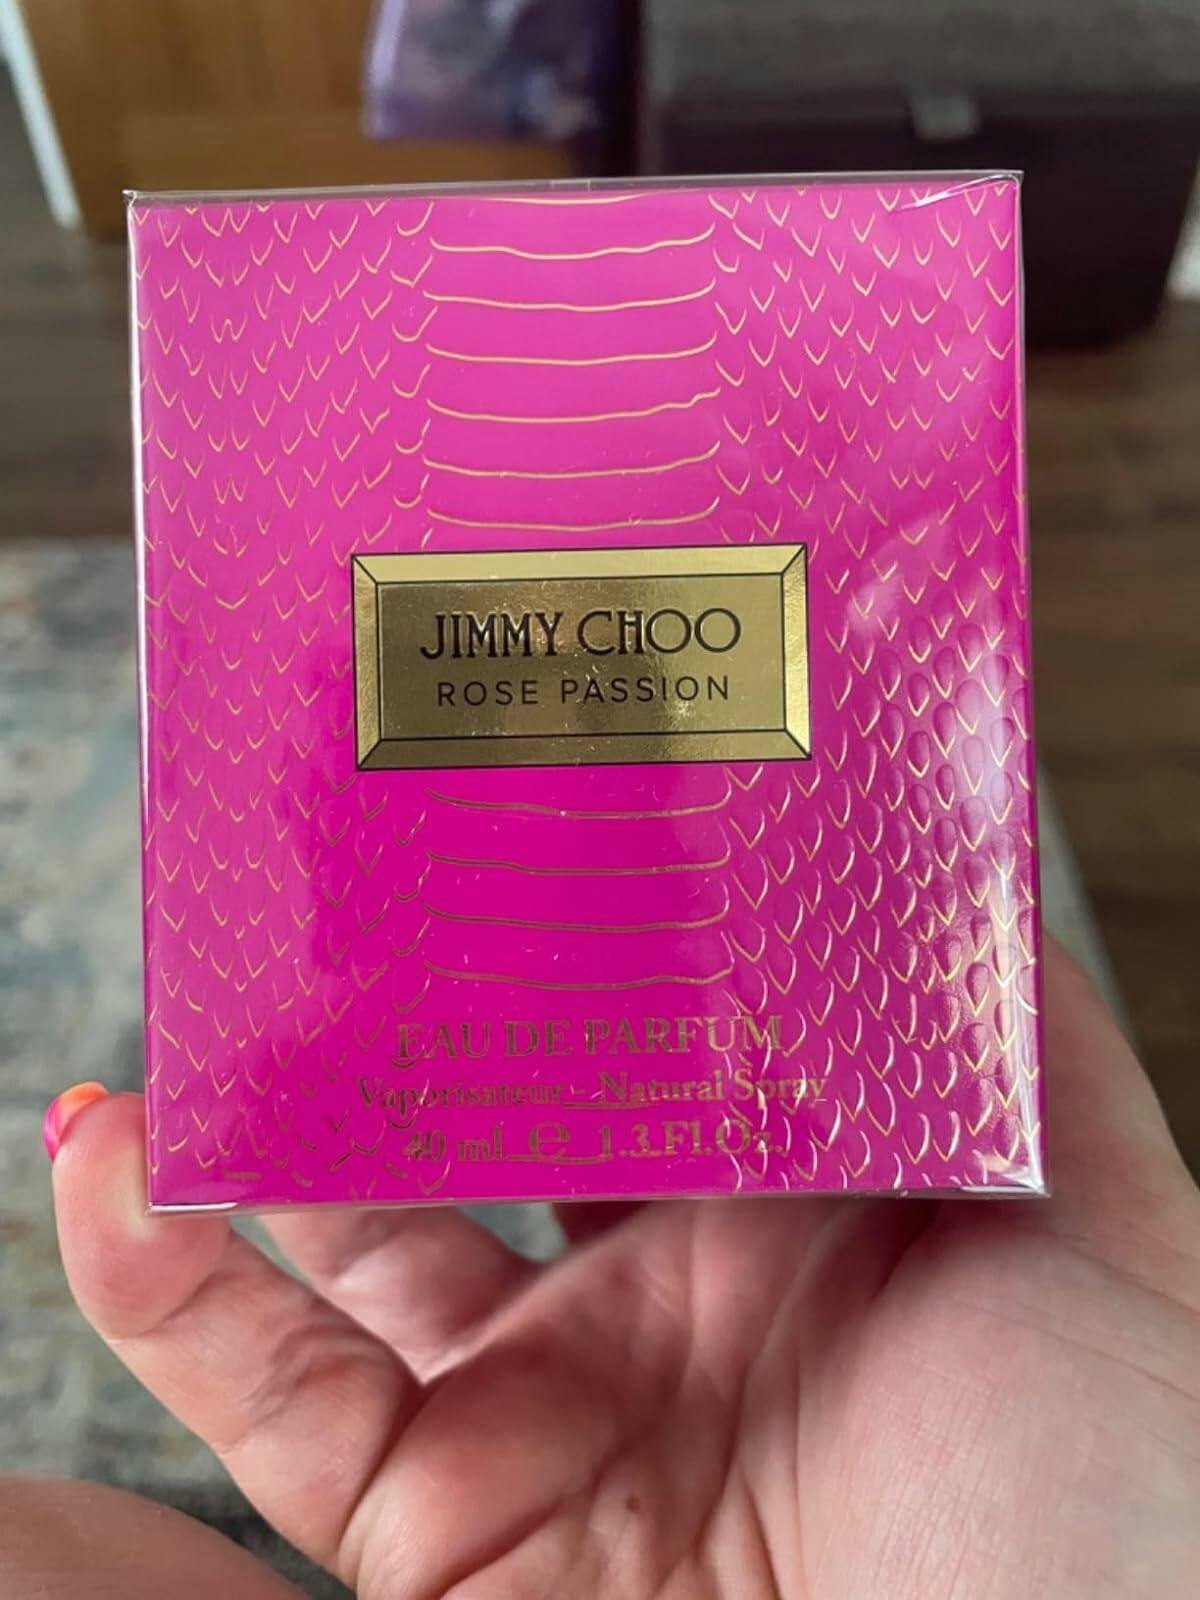 JIMMY CHOO
ROSE PASSION
EAU DE PARFUM
Vaporisateur - Natural Spray
40 ml ℮ 1.3 Fl.Oz.